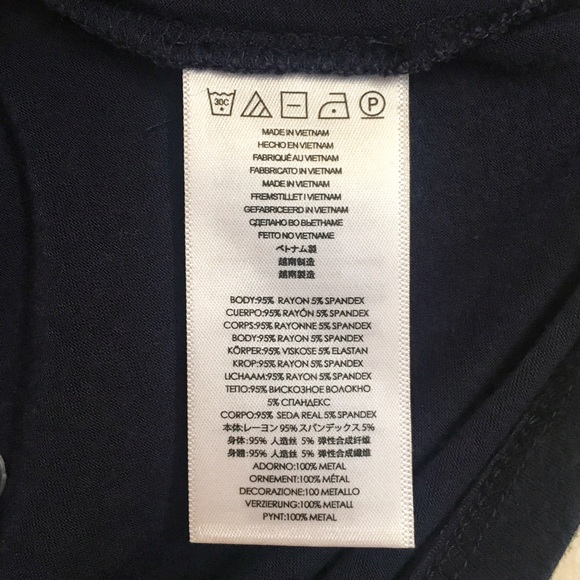 30C P
MADE IN VIETNAM
HECHO EN VIETNAM
FABRIQUÉ AU VIETNAM
FABBRICATO IN VIETNAM
MADE IN VIETNAM
FREMSTILLET I VIETNAM
GEFABRICEERD IN VIETNAM
СДЕЛАНО ВО ВЬЕТНАМЕ
FEITO NO VIETNAME
ベトナム製
越南制造
越南製造
BODY:95% RAYON 5% SPANDEX
CUERPO:95% RAYÓN 5% SPANDEX
CORPS:95% RAYONNE 5% SPANDEX
BODY:95% RAYON 5% SPANDEX
KÖRPER:95% VISKOSE 5% ELASTAN
KROP:95% RAYON 5% SPANDEX
LICHAAM:95% RAYON 5% SPANDEX
ТЕЛО:95% ВИСКОЗНОЕ ВОЛОКНО
5% СПАНДЕКС
CORPO:95% SEDA REAL 5% SPANDEX
本体:レーヨン 95% スパンデックス 5%
身体:95% 人造丝 5% 弹性合成纤维
身體:95% 人造絲 5% 彈性合成纖維
ADORNO:100% METAL
ORNEMENT:100% MÉTAL
DECORAZIONE:100 METALLO
VERZIERUNG:100% METALL
PYNT:100% METAL